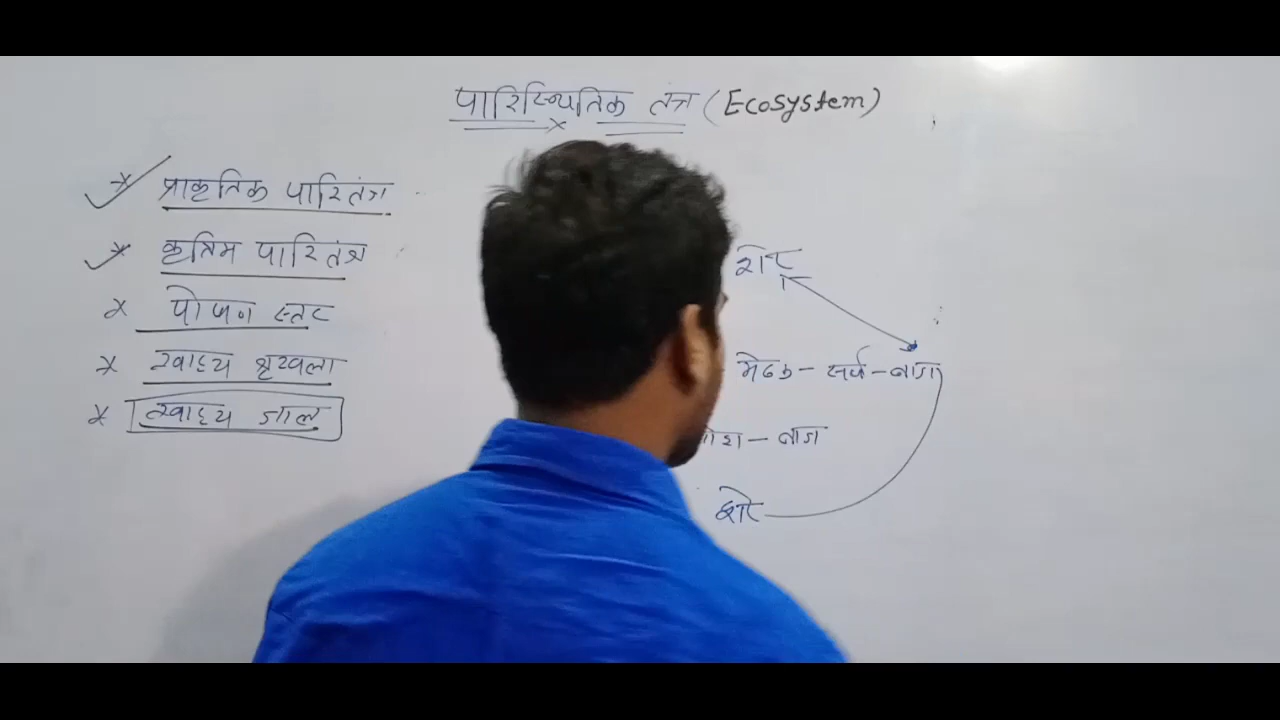 पारिस्थितिक तंत्र (Ecosystem)
* प्राकृतिक पारितंत्र
* कृत्रिम पारितंत्र
* पोषण स्तर
* खाध्य श्रृंखला
* खाध्य जाल
शेर
मेढक - सर्प - बाज
- बाज
शेर